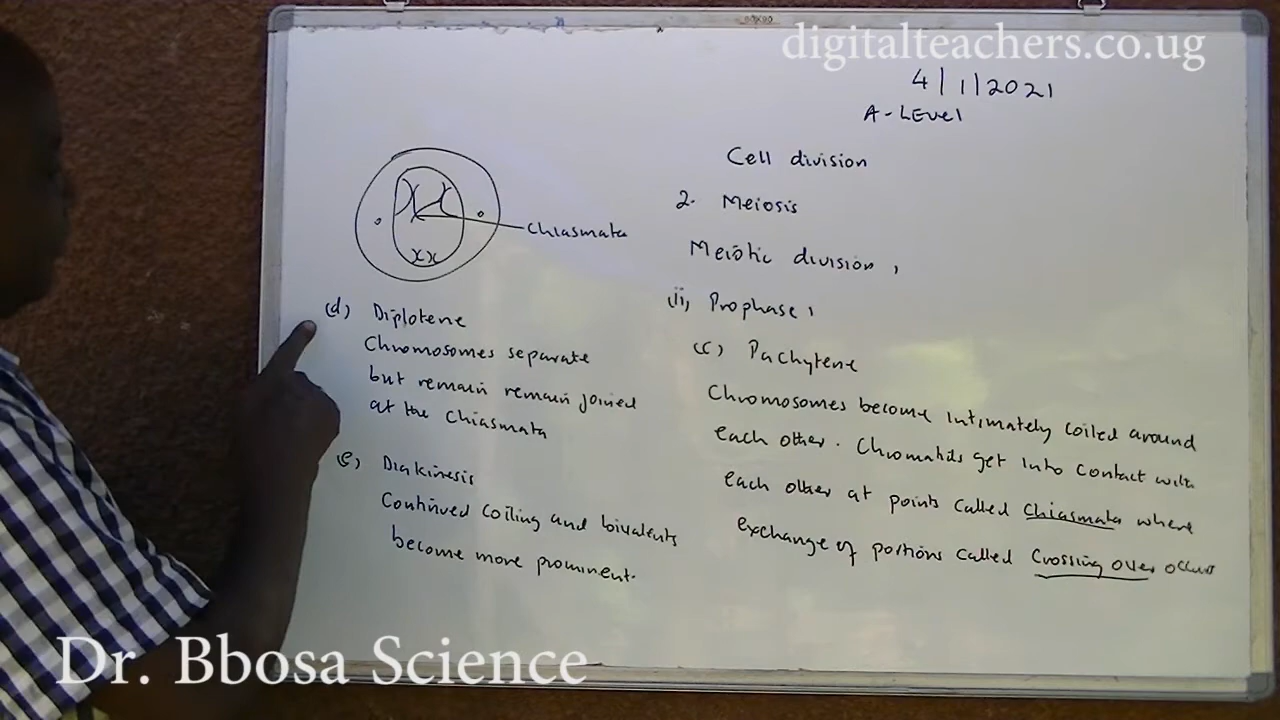 digitalteachers.co.ug
4/1/2021
A-LEVEl
Cell division
2. Meiosis
Meiotic division 1
(ii) Prophase 1
(c) Pachytene
Chromosomes become intimately coiled around
each other. Chromatids get into contact with
each other at points called chiasmata where
exchange of portions called Crossing over occurs
Chiasmata
(d) Diplotene
Chromosomes separate
but remain remain joined
at the chiasmata
(e) Diakinesis
Continued coiling and bivalents
become more prominent.
Dr. Bbosa Science